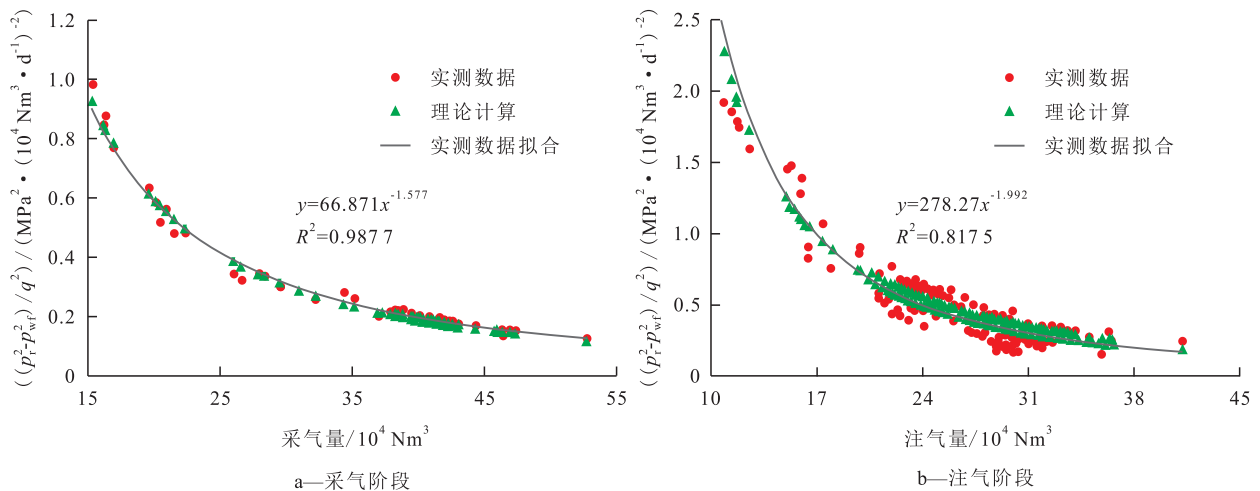 1.2
1.0
0.8
0.6
0.4
0.2
0
15
25
35
45
55
((p_r^2-p_wf^2)/q^2)/(MPa^2·(10^4 Nm^3·d^-1)^-2)
实测数据
理论计算
实测数据拟合
y=66.871x^-1.577
R^2=0.987 7
采气量/10^4 Nm^3
a—采气阶段
2.5
2.0
1.5
1.0
0.5
0
10
17
24
31
38
45
((p_r^2-p_wf^2)/q^2)/(MPa^2·(10^4 Nm^3·d^-1)^-2)
实测数据
理论计算
实测数据拟合
y=278.27x^-1.992
R^2=0.817 5
注气量/10^4 Nm^3
b—注气阶段